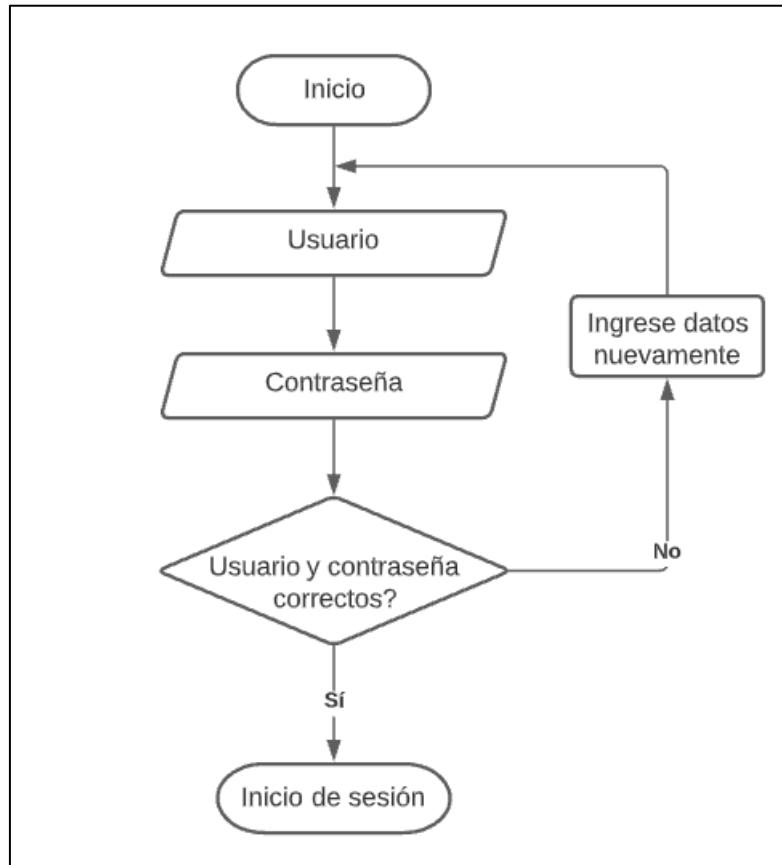 Inicio
Usuario
Contraseña
Ingrese datos
nuevamente
Usuario y contraseña
correctos?
No
Sí
Inicio de sesión